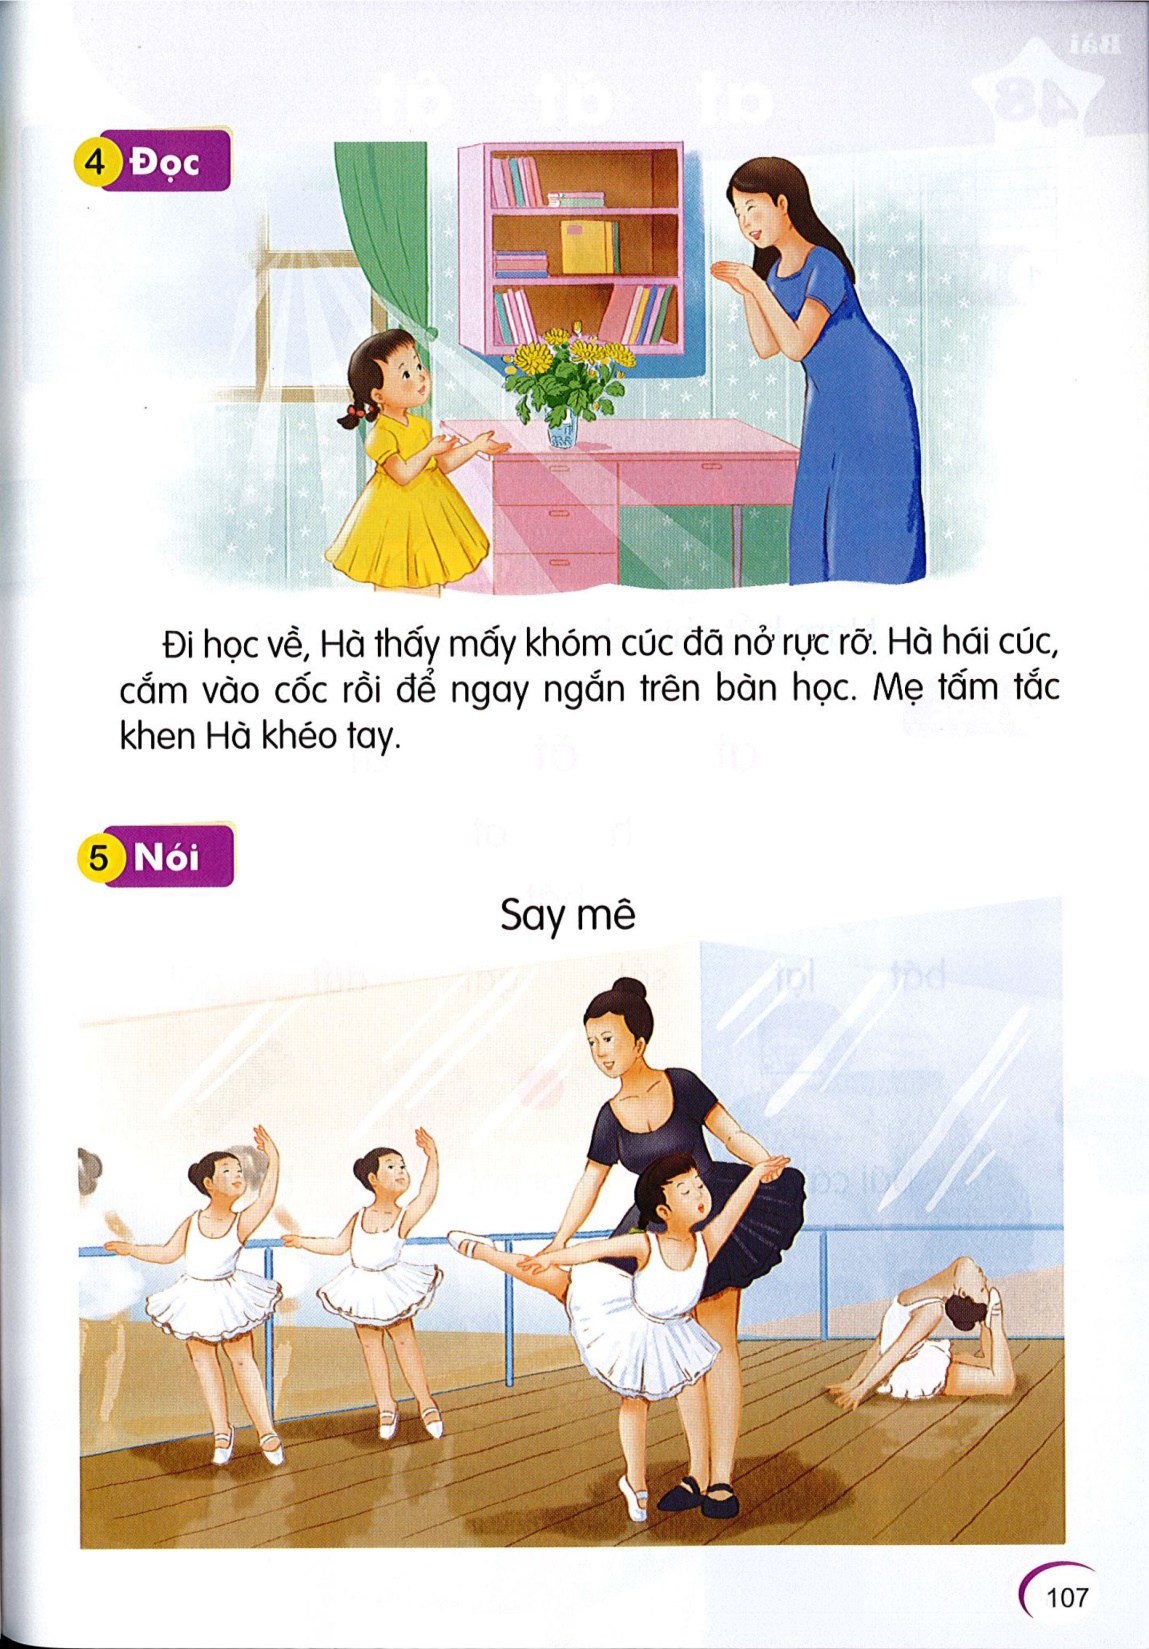 4 Đọc
Đi học về, Hà thấy mấy khóm cúc đã nở rực rỡ. Hà hái cúc,
cắm vào cốc rồi để ngay ngắn trên bàn học. Mẹ tấm tắc
khen Hà khéo tay.
5 Nói
Say mê
107